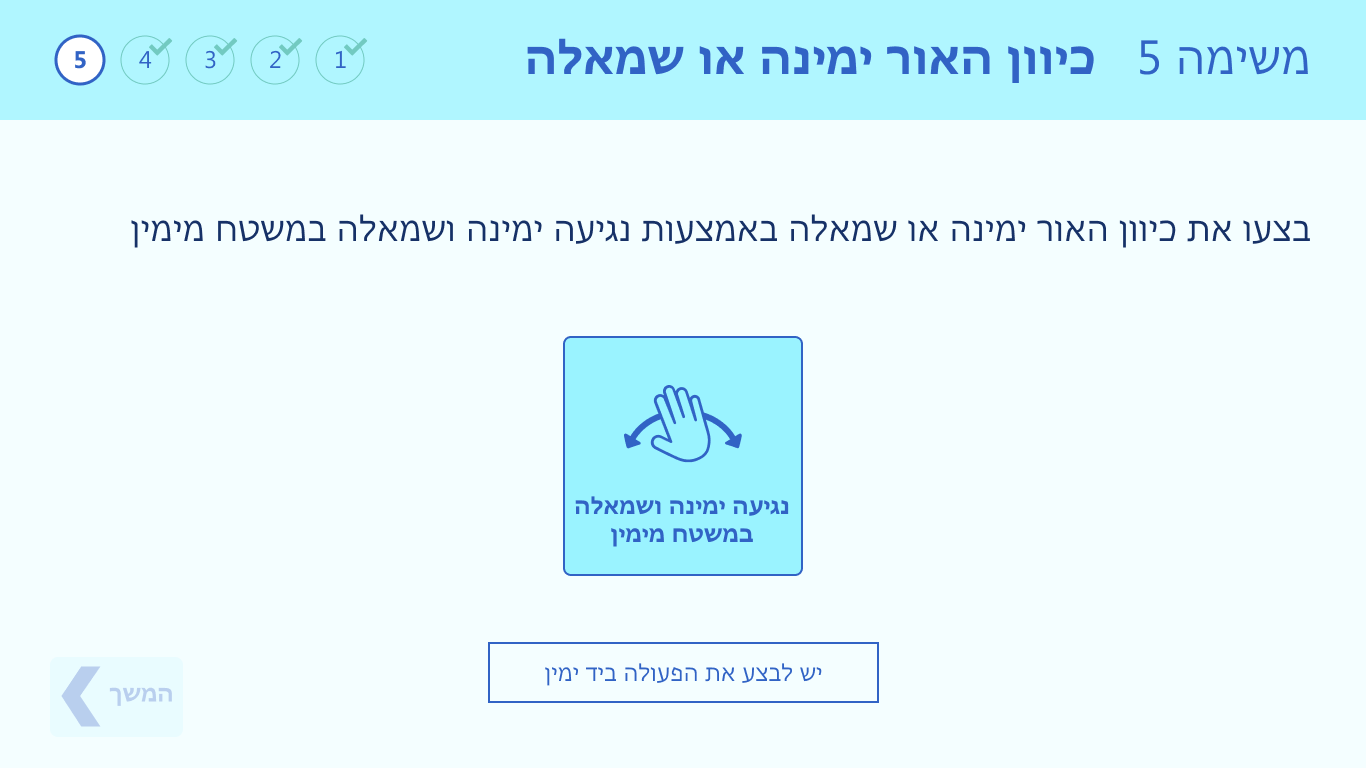 משימה 5 כיוון האור ימינה או שמאלה
1 2 3 4 5
בצעו את כיוון האור ימינה או שמאלה באמצעות נגיעה ימינה ושמאלה במשטח מימין
נגיעה ימינה ושמאלה
במשטח מימין
יש לבצע את הפעולה ביד ימין
המשך